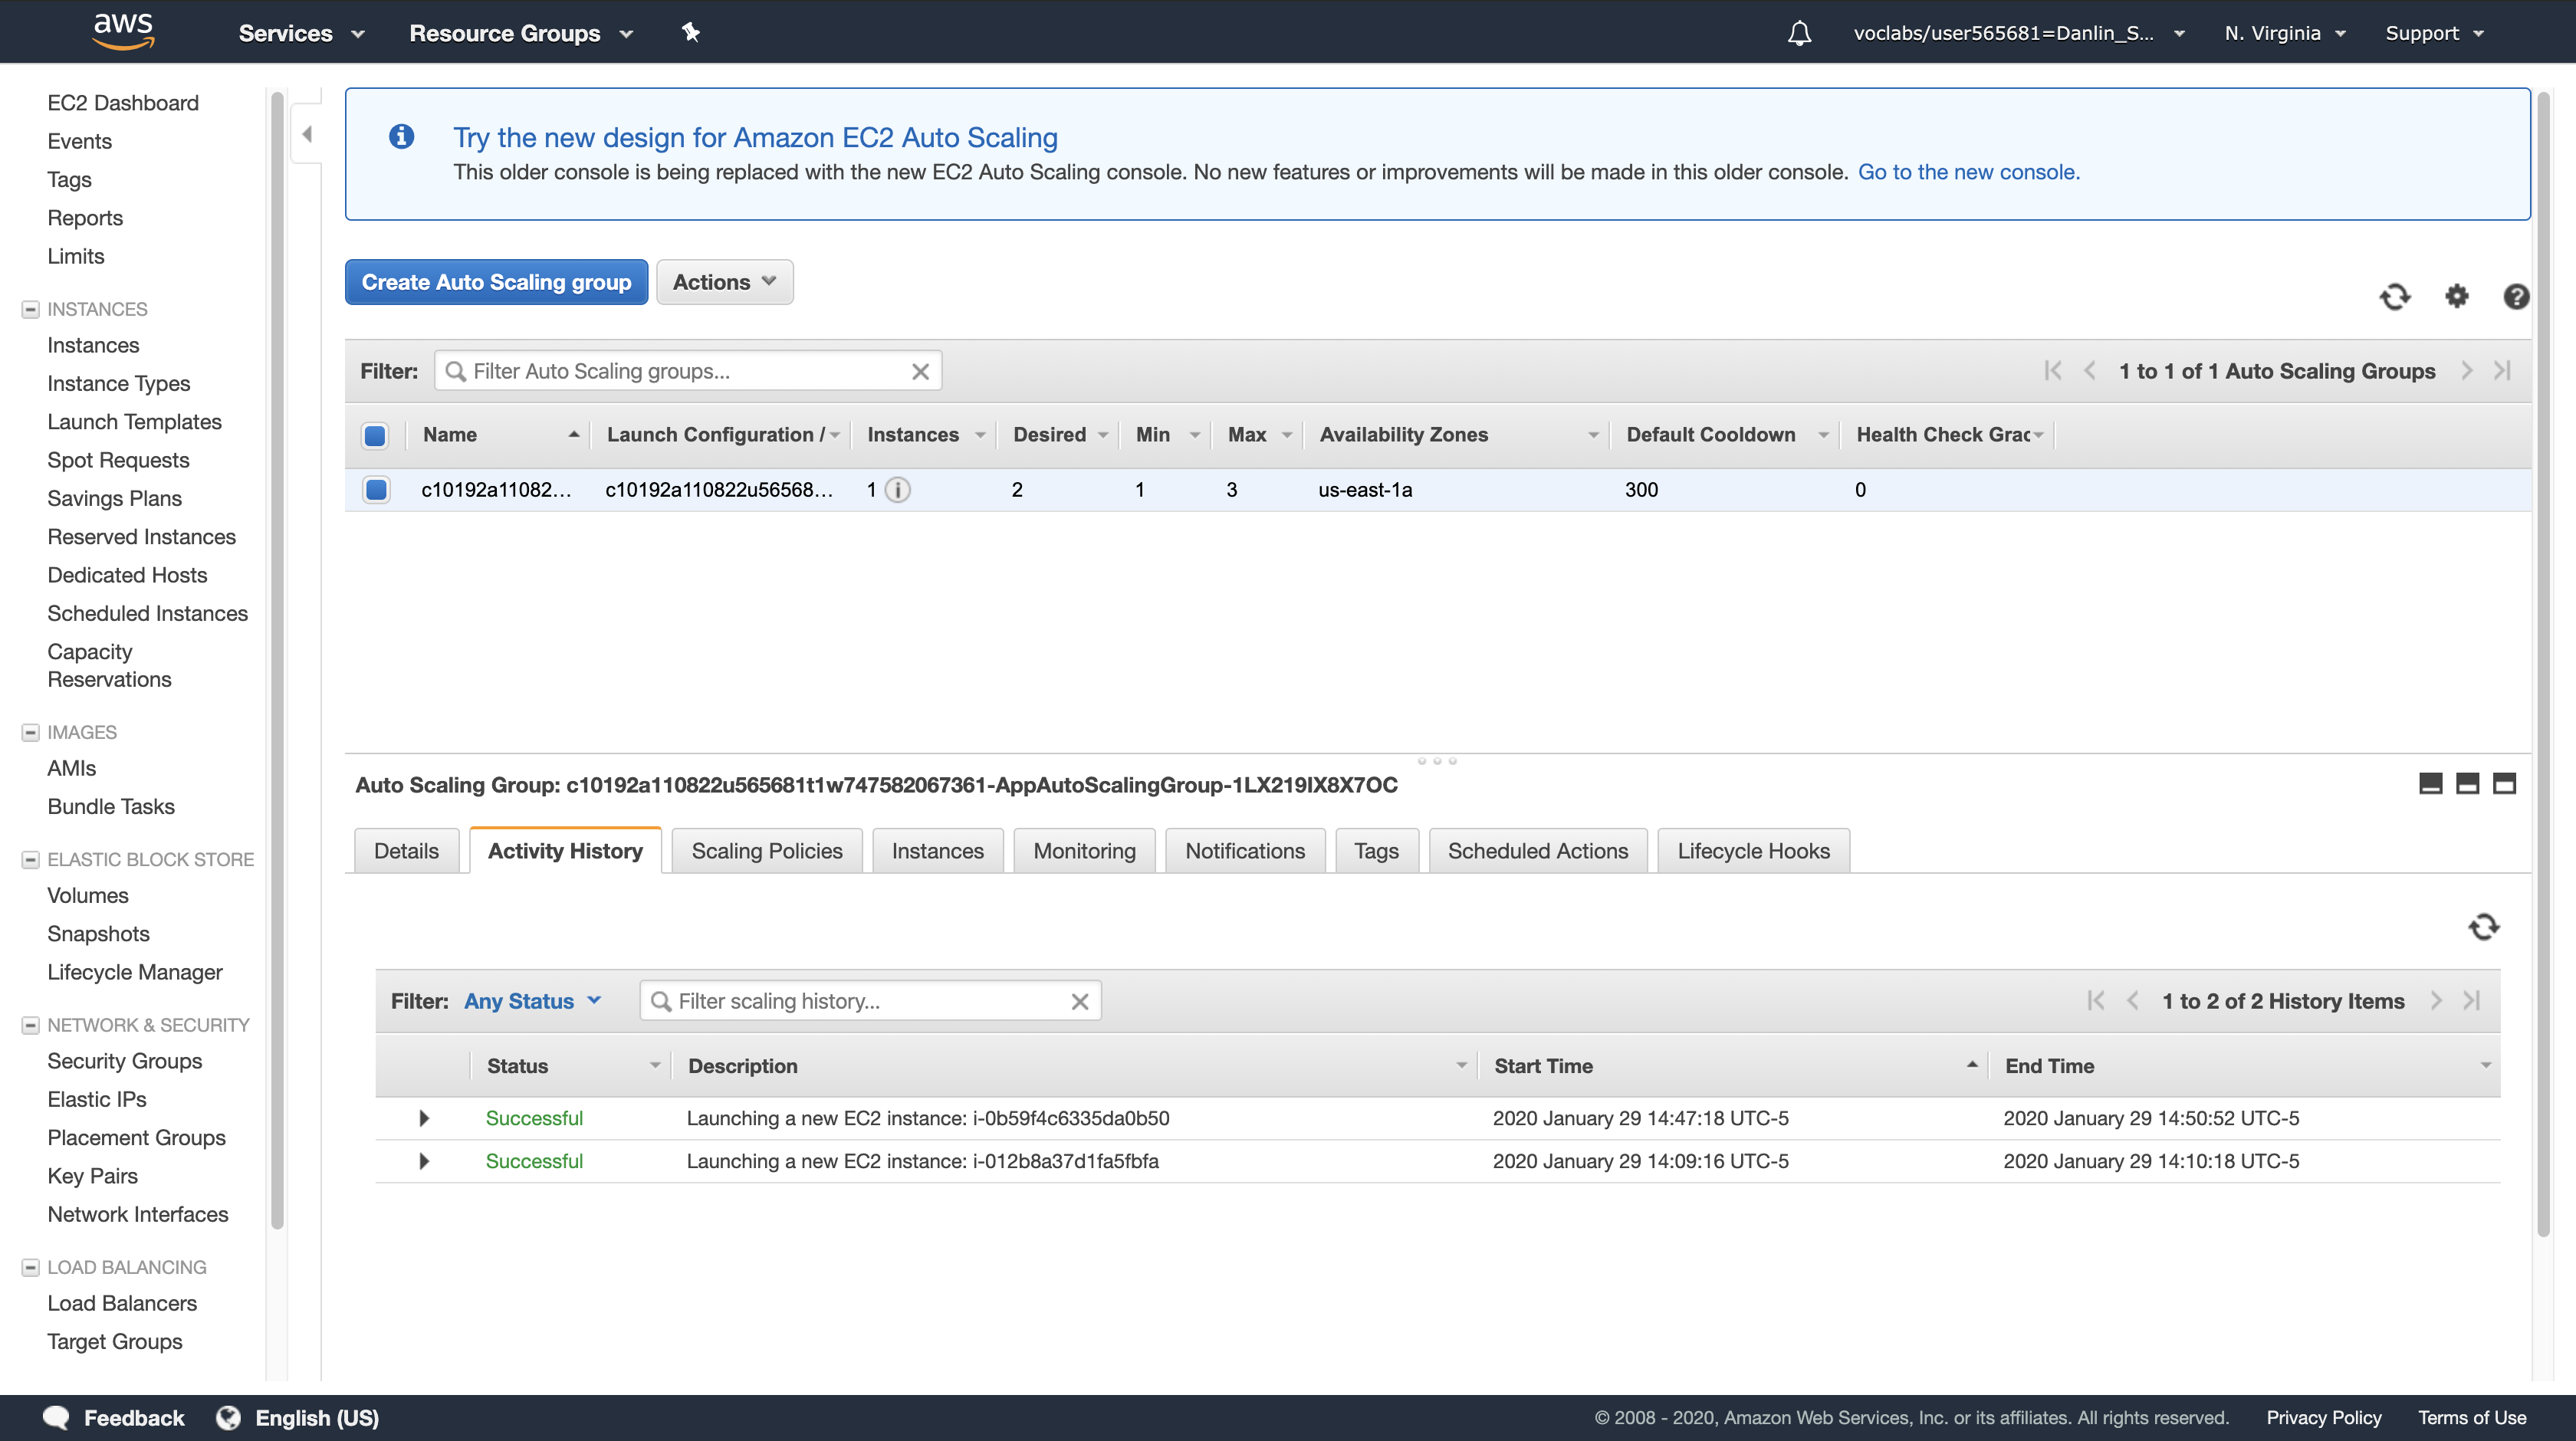 aws Services Resource Groups voclabs/user565681=Danlin_S... N. Virginia Support
EC2 Dashboard
Events
Tags
Reports
Limits
INSTANCES
Instances
Instance Types
Launch Templates
Spot Requests
Savings Plans
Reserved Instances
Dedicated Hosts
Scheduled Instances
Capacity
Reservations
IMAGES
AMIs
Bundle Tasks
ELASTIC BLOCK STORE
Volumes
Snapshots
Lifecycle Manager
NETWORK & SECURITY
Security Groups
Elastic IPs
Placement Groups
Key Pairs
Network Interfaces
LOAD BALANCING
Load Balancers
Target Groups
Try the new design for Amazon EC2 Auto Scaling
This older console is being replaced with the new EC2 Auto Scaling console. No new features or improvements will be made in this older console. Go to the new console.
Create Auto Scaling group Actions
Filter: Filter Auto Scaling groups... 1 to 1 of 1 Auto Scaling Groups
Name Launch Configuration / Instances Desired Min Max Availability Zones Default Cooldown Health Check Grac
c10192a11082... c10192a110822u56568... 1 2 1 3 us-east-1a 300 0
Auto Scaling Group: c10192a110822u565681t1w747582067361-AppAutoScalingGroup-1LX219IX8X7OC
Details Activity History Scaling Policies Instances Monitoring Notifications Tags Scheduled Actions Lifecycle Hooks
Filter: Any Status Filter scaling history... 1 to 2 of 2 History Items
Status Description Start Time End Time
Successful Launching a new EC2 instance: i-0b59f4c6335da0b50 2020 January 29 14:47:18 UTC-5 2020 January 29 14:50:52 UTC-5
Successful Launching a new EC2 instance: i-012b8a37d1fa5fbfa 2020 January 29 14:09:16 UTC-5 2020 January 29 14:10:18 UTC-5
Feedback English (US) © 2008 - 2020, Amazon Web Services, Inc. or its affiliates. All rights reserved. Privacy Policy Terms of Use